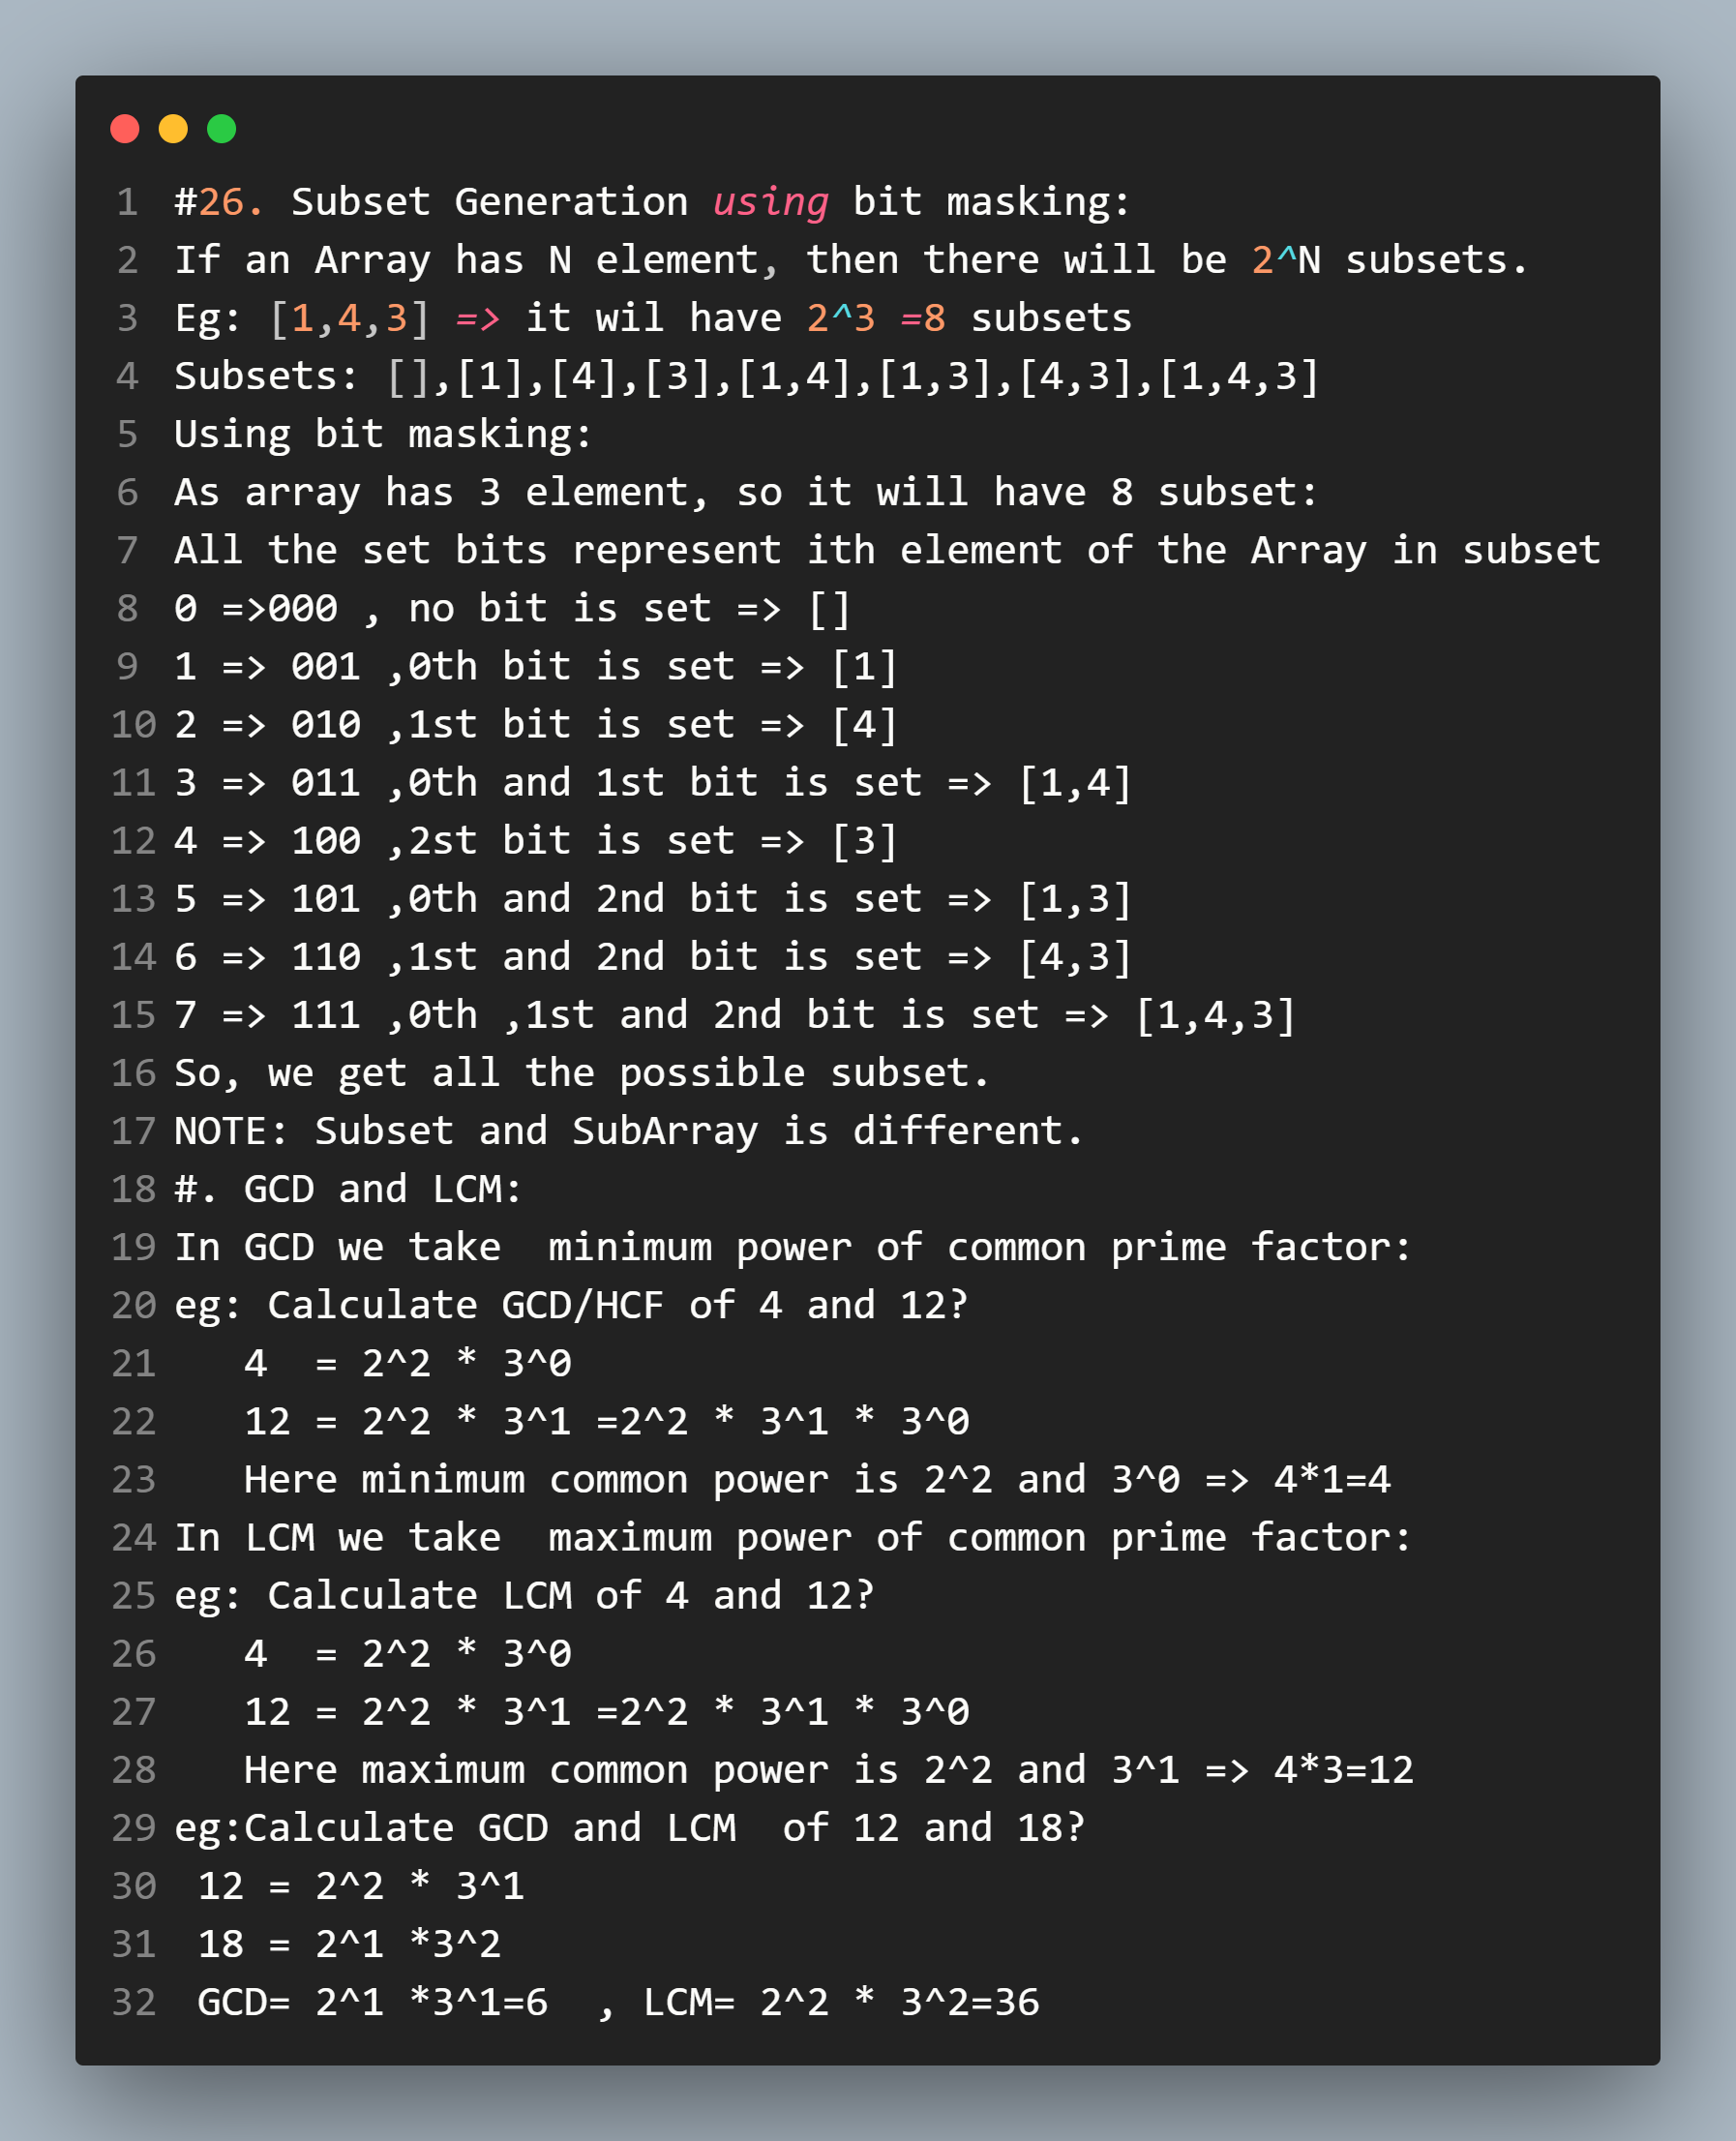 1 #26. Subset Generation using bit masking:
2 If an Array has N element, then there will be 2^N subsets.
3 Eg: [1,4,3] => it wil have 2^3 =8 subsets
4 Subsets: [],[1],[4],[3],[1,4],[1,3],[4,3],[1,4,3]
5 Using bit masking:
6 As array has 3 element, so it will have 8 subset:
7 All the set bits represent ith element of the Array in subset
8 0 =>000 , no bit is set => []
9 1 => 001 ,0th bit is set => [1]
10 2 => 010 ,1st bit is set => [4]
11 3 => 011 ,0th and 1st bit is set => [1,4]
12 4 => 100 ,2st bit is set => [3]
13 5 => 101 ,0th and 2nd bit is set => [1,3]
14 6 => 110 ,1st and 2nd bit is set => [4,3]
15 7 => 111 ,0th ,1st and 2nd bit is set => [1,4,3]
16 So, we get all the possible subset.
17 NOTE: Subset and SubArray is different.
18 #. GCD and LCM:
19 In GCD we take  minimum power of common prime factor:
20 eg: Calculate GCD/HCF of 4 and 12?
21    4  = 2^2 * 3^0
22    12 = 2^2 * 3^1 =2^2 * 3^1 * 3^0
23    Here minimum common power is 2^2 and 3^0 => 4*1=4
24 In LCM we take  maximum power of common prime factor:
25 eg: Calculate LCM of 4 and 12?
26    4  = 2^2 * 3^0
27    12 = 2^2 * 3^1 =2^2 * 3^1 * 3^0
28    Here maximum common power is 2^2 and 3^1 => 4*3=12
29 eg:Calculate GCD and LCM  of 12 and 18?
30  12 = 2^2 * 3^1
31  18 = 2^1 *3^2
32  GCD= 2^1 *3^1=6  , LCM= 2^2 * 3^2=36